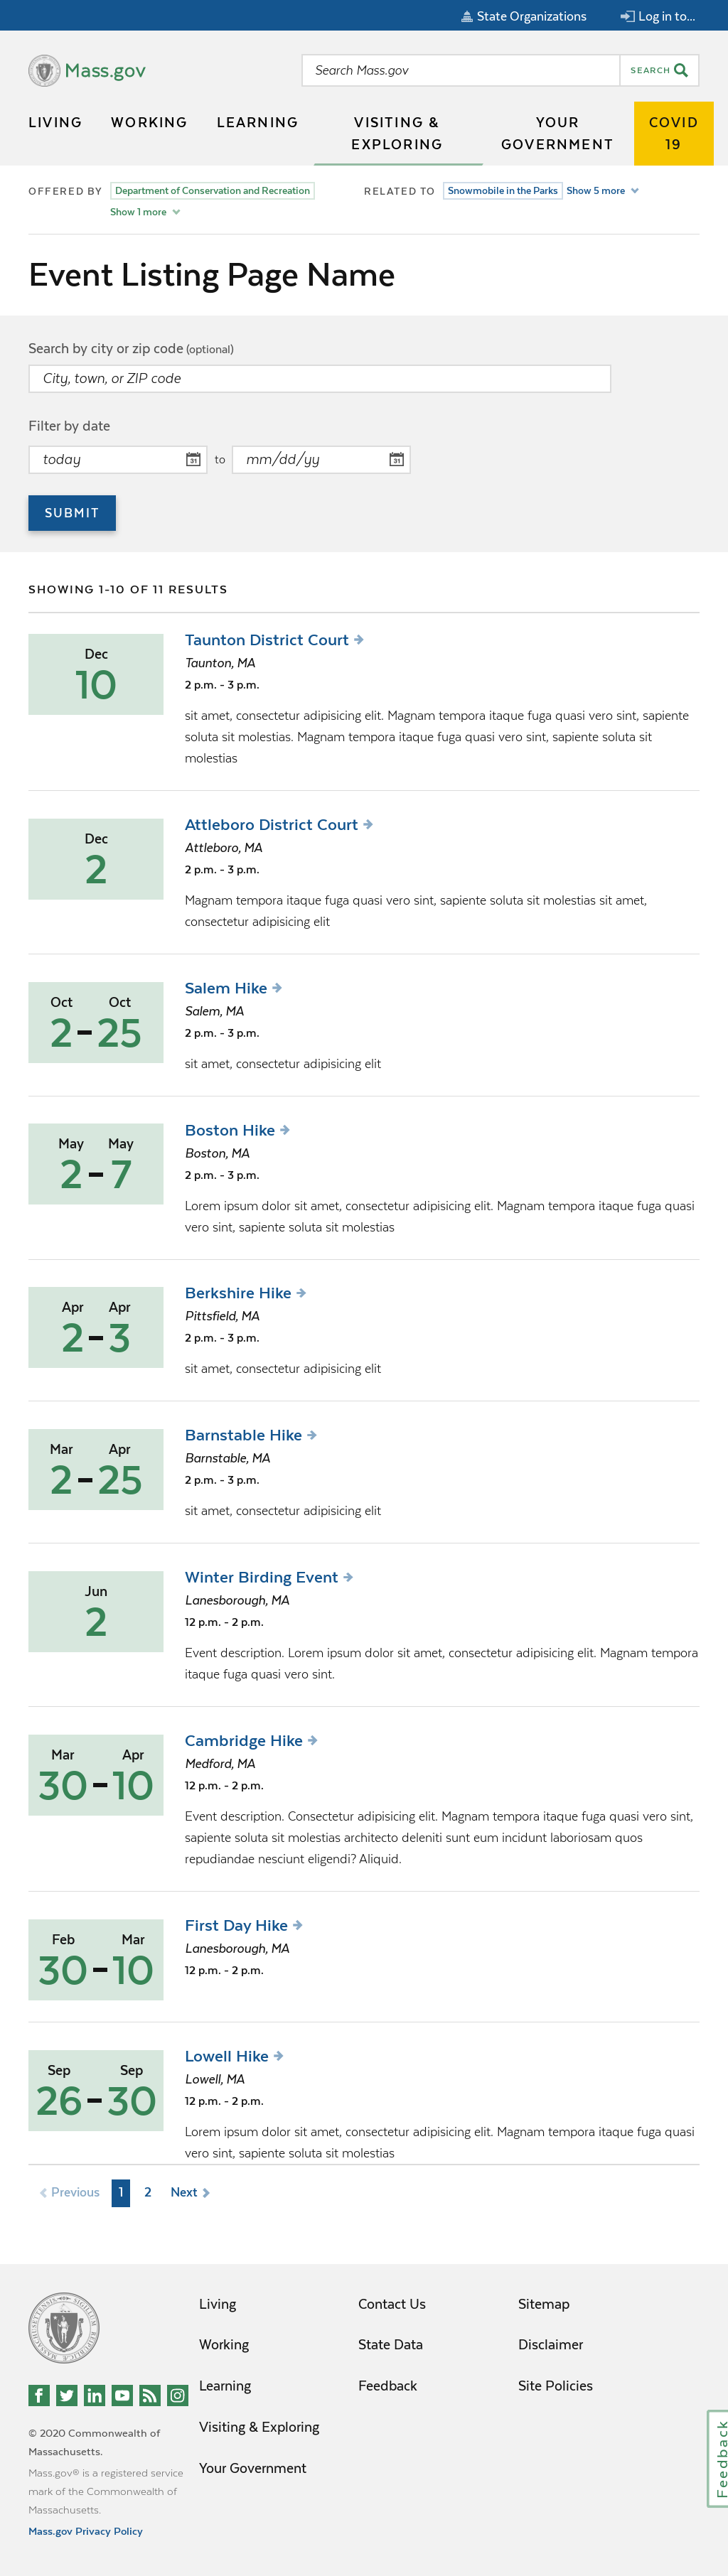 State Organizations
Log in to...
Mass.gov
Search Mass.gov
SEARCH
LIVING
WORKING
LEARNING
VISITING &
EXPLORING
YOUR
GOVERNMENT
COVID
19
OFFERED BY
Department of Conservation and Recreation
Show 1 more
RELATED TO
Snowmobile in the Parks
Show 5 more
Event Listing Page Name
Search by city or zip code (optional)
City, town, or ZIP code
Filter by date
today
31
to
mm/dd/yy
31
SUBMIT
SHOWING 1-10 OF 11 RESULTS
Dec
10
Taunton District Court
Taunton, MA
2 p.m. - 3 p.m.
sit amet, consectetur adipisicing elit. Magnam tempora itaque fuga quasi vero sint, sapiente
soluta sit molestias. Magnam tempora itaque fuga quasi vero sint, sapiente soluta sit
molestias
Dec
2
Attleboro District Court
Attleboro, MA
2 p.m. - 3 p.m.
Magnam tempora itaque fuga quasi vero sint, sapiente soluta sit molestias sit amet,
consectetur adipisicing elit
Oct Oct
2 - 25
Salem Hike
Salem, MA
2 p.m. - 3 p.m.
sit amet, consectetur adipisicing elit
May May
2 - 7
Boston Hike
Boston, MA
2 p.m. - 3 p.m.
Lorem ipsum dolor sit amet, consectetur adipisicing elit. Magnam tempora itaque fuga quasi
vero sint, sapiente soluta sit molestias
Apr Apr
2 - 3
Berkshire Hike
Pittsfield, MA
2 p.m. - 3 p.m.
sit amet, consectetur adipisicing elit
Mar Apr
2 - 25
Barnstable Hike
Barnstable, MA
2 p.m. - 3 p.m.
sit amet, consectetur adipisicing elit
Jun
2
Winter Birding Event
Lanesborough, MA
12 p.m. - 2 p.m.
Event description. Lorem ipsum dolor sit amet, consectetur adipisicing elit. Magnam tempora
itaque fuga quasi vero sint.
Mar Apr
30 - 10
Cambridge Hike
Medford, MA
12 p.m. - 2 p.m.
Event description. Consectetur adipisicing elit. Magnam tempora itaque fuga quasi vero sint,
sapiente soluta sit molestias architecto deleniti sunt eum incidunt laboriosam quos
repudiandae nesciunt eligendi? Aliquid.
Feb Mar
30 - 10
First Day Hike
Lanesborough, MA
12 p.m. - 2 p.m.
Sep Sep
26 - 30
Lowell Hike
Lowell, MA
12 p.m. - 2 p.m.
Lorem ipsum dolor sit amet, consectetur adipisicing elit. Magnam tempora itaque fuga quasi
vero sint, sapiente soluta sit molestias
Previous
1
2
Next
Living
Working
Learning
Visiting & Exploring
Your Government
Contact Us
State Data
Feedback
Sitemap
Disclaimer
Site Policies
© 2020 Commonwealth of
Massachusetts.
Mass.gov® is a registered service
mark of the Commonwealth of
Massachusetts.
Mass.gov Privacy Policy
Feedback